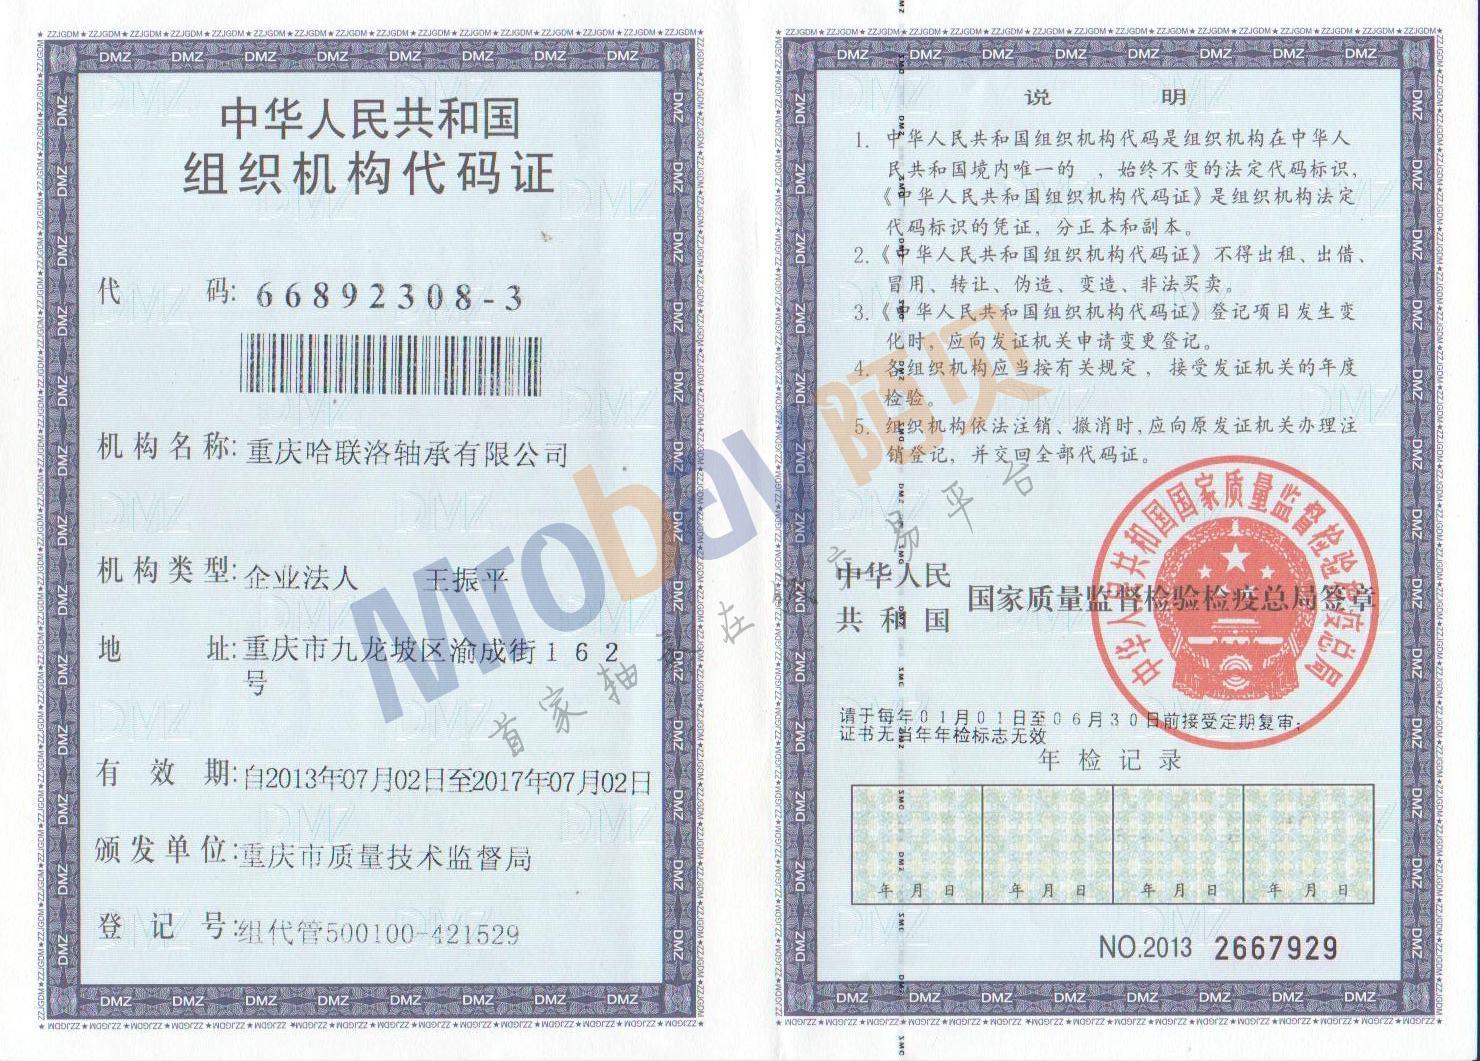 中华人民共和国
组织机构代码证
代 码: 66892308-3
机构名称: 重庆哈联洛轴承有限公司
机构类型: 企业法人 王振平
地 址: 重庆市九龙坡区渝成街162
号
有 效 期: 自2013年07月02日至2017年07月02日
颁发单位: 重庆市质量技术监督局
登 记 号: 组代管500100-421529
说 明
1. 中华人民共和国组织机构代码是组织机构在中华人
民共和国境内唯一的 ，始终不变的法定代码标识，
《中华人民共和国组织机构代码证》是组织机构法定
代码标识的凭证，分正本和副本。
2.《中华人民共和国组织机构代码证》不得出租、出借、
冒用、转让、伪造、变造、非法买卖。
3.《中华人民共和国组织机构代码证》登记项目发生变
化时，应向发证机关申请变更登记。
4. 各组织机构应当按有关规定，接受发证机关的年度
检验。
5. 组织机构依法注销、撤消时,应向原发证机关办理注
销登记，并交回全部代码证。
中华人民
共和国
国家质量监督检验检疫总局签章
中华人民共和国国家质量监督检验检疫总局
请于每年01月01日至06月30日前接受定期复审;
证书无当年年检标志无效
年检记录
年 月 日 年 月 日 年 月 日 年 月 日
NO.2013 2667929
Mrobay 陌贝
首家轴承在线交易平台